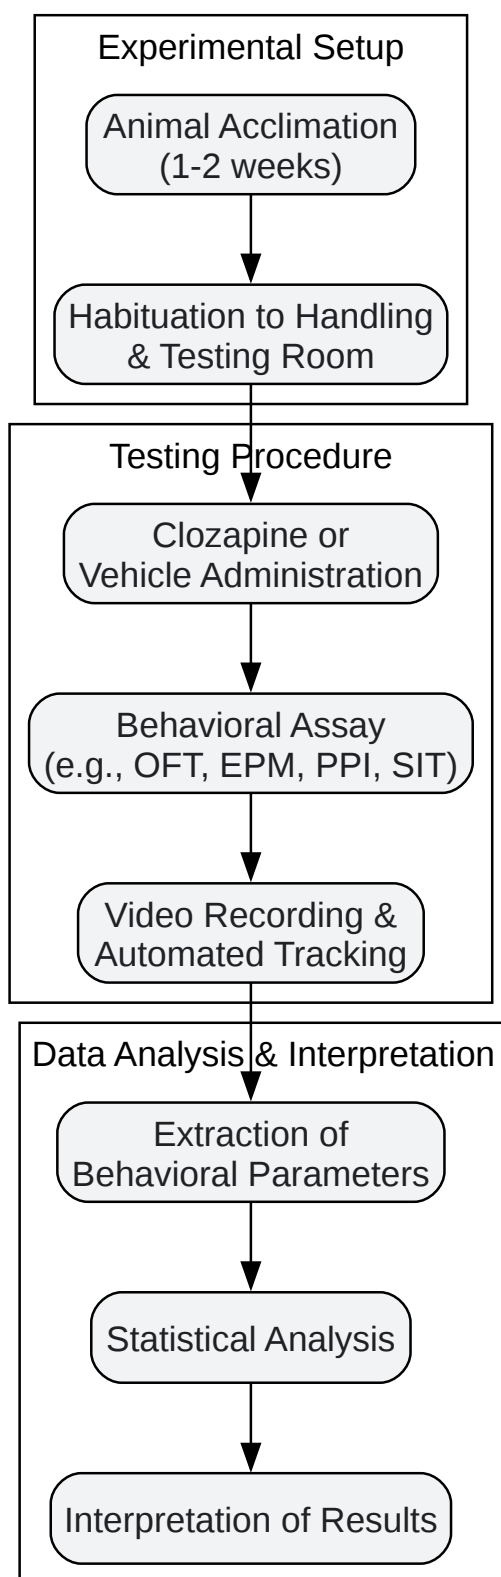 Experimental Setup
Animal Acclimation
(1-2 weeks)
Habituation to Handling
& Testing Room
Testing Procedure
Clozapine or
Vehicle Administration
Behavioral Assay
(e.g., OFT, EPM, PPI, SIT)
Video Recording &
Automated Tracking
Data Analysis & Interpretation
Extraction of
Behavioral Parameters
Statistical Analysis
Interpretation of Results